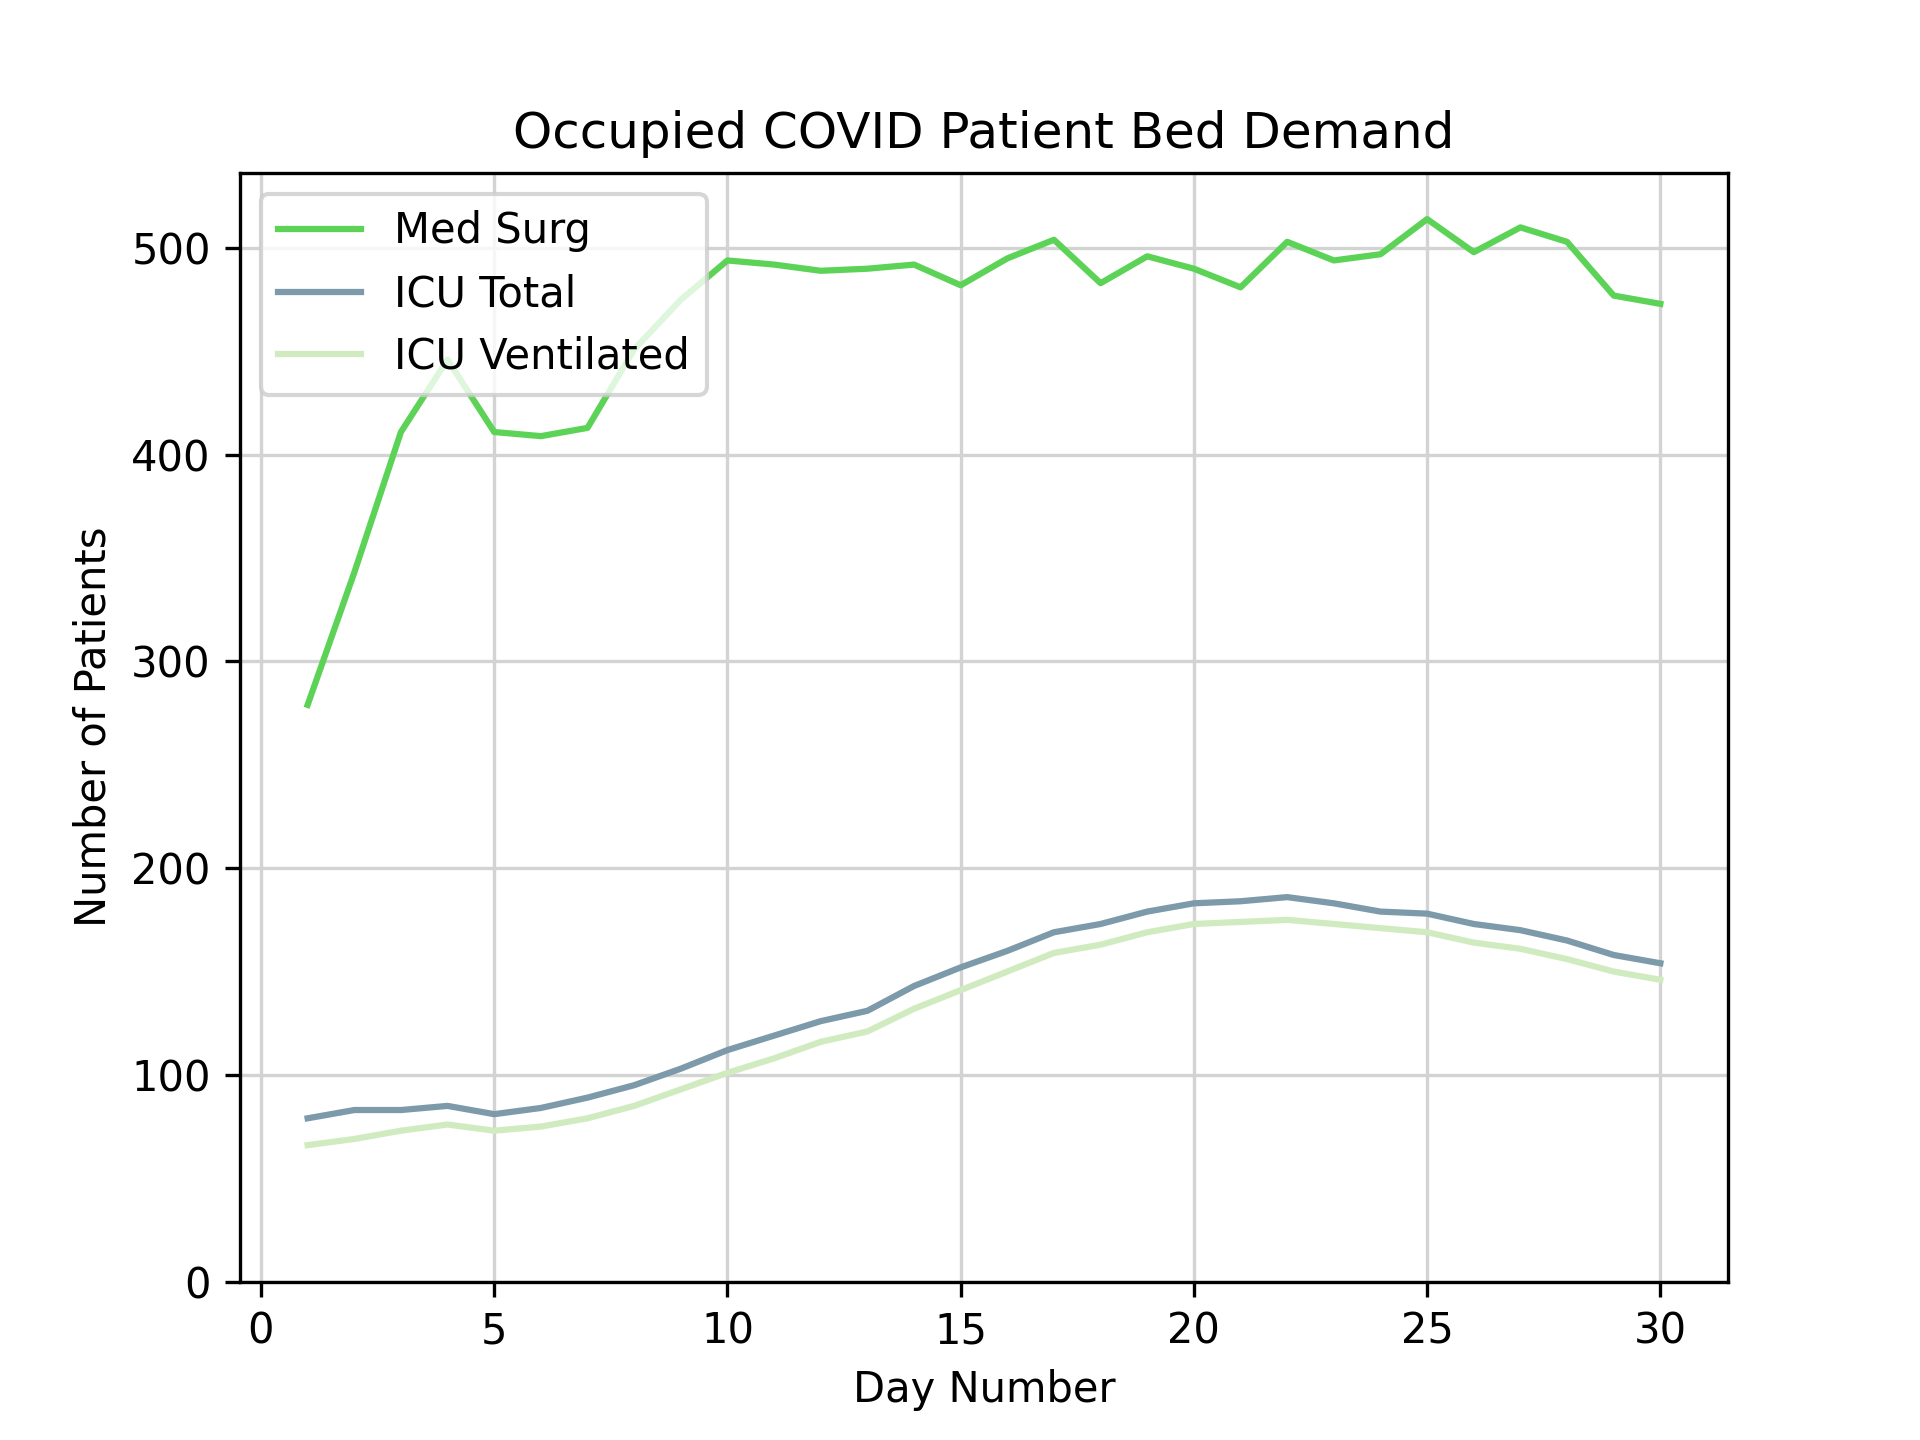 Occupied COVID Patient Bed Demand
Med Surg
ICU Total
ICU Ventilated
500
400
300
200
100
0
Number of Patients
0 5 10 15 20 25 30
Day Number